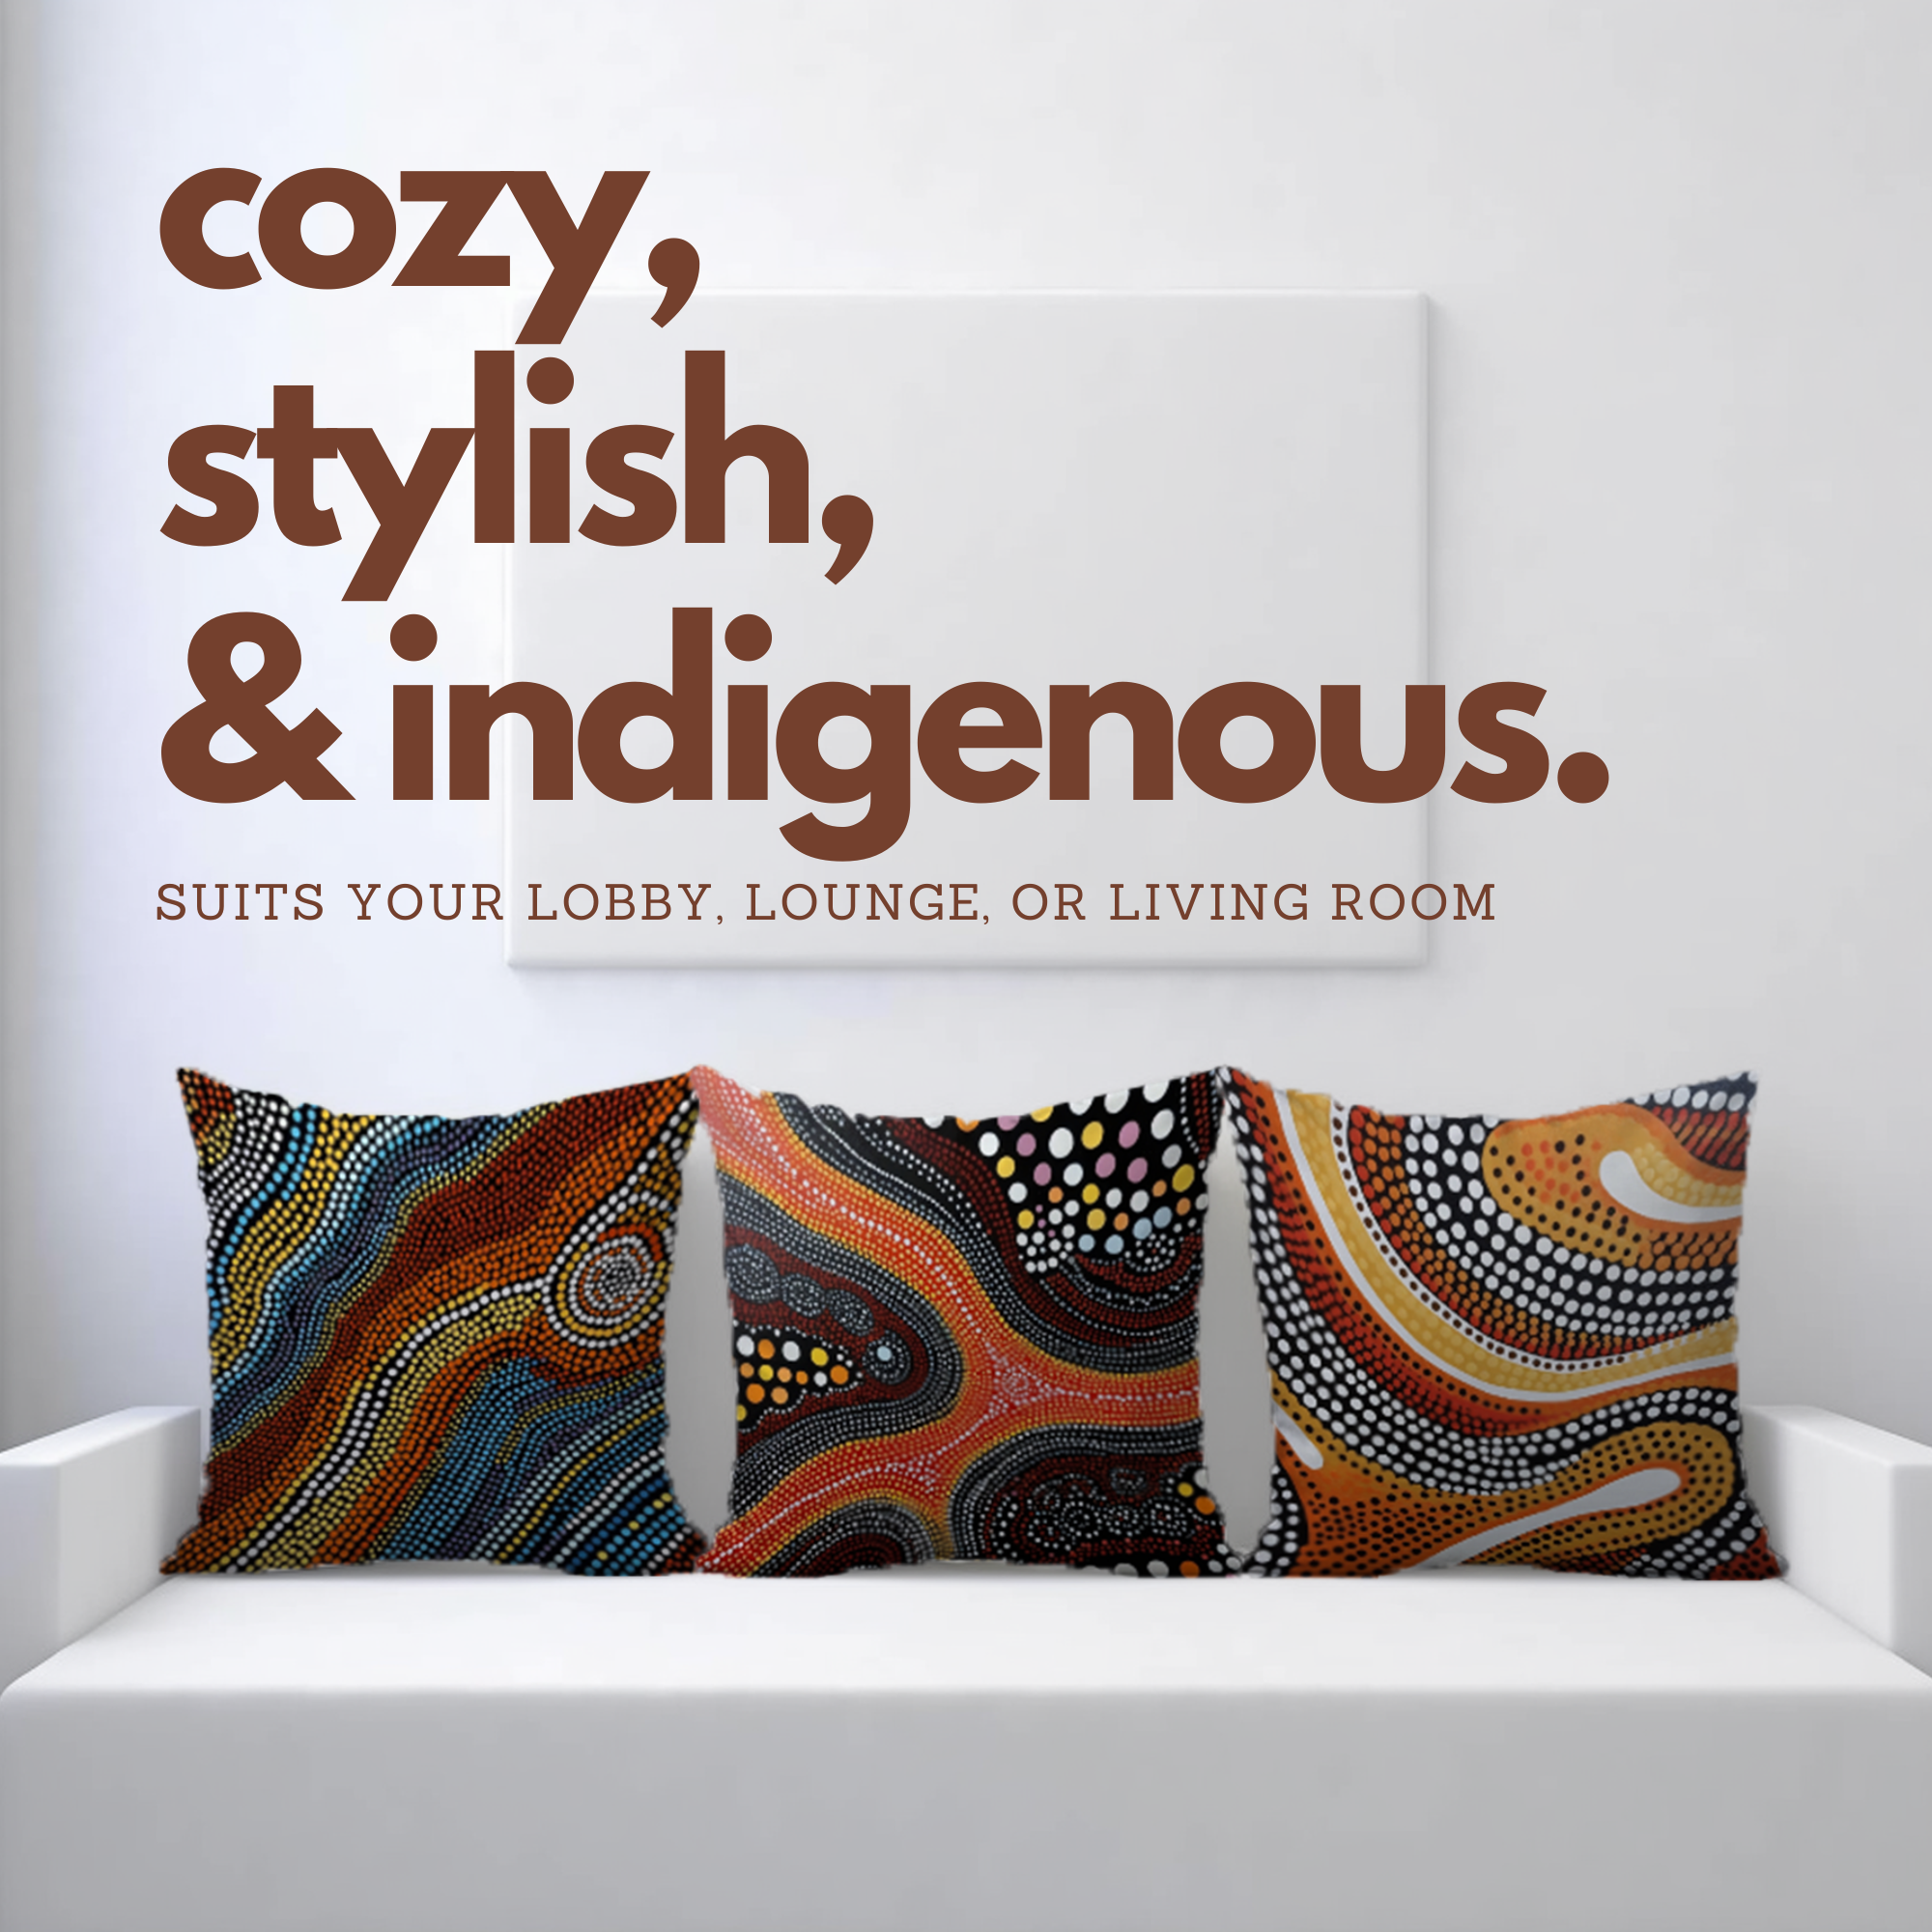 cozy,
stylish,
& indigenous.
SUITS YOUR LOBBY, LOUNGE, OR LIVING ROOM